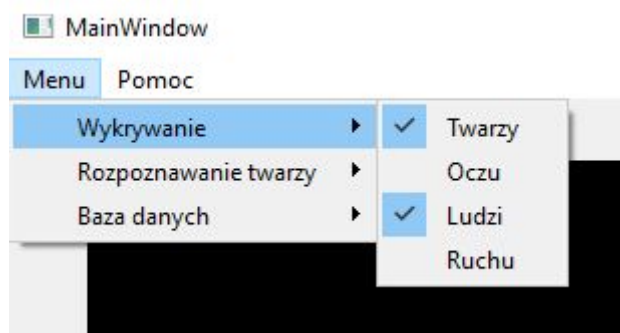 MainWindow
Menu Pomoc
Wykrywanie
Rozpoznawanie twarzy
Baza danych
Twarzy
Oczu
Ludzi
Ruchu